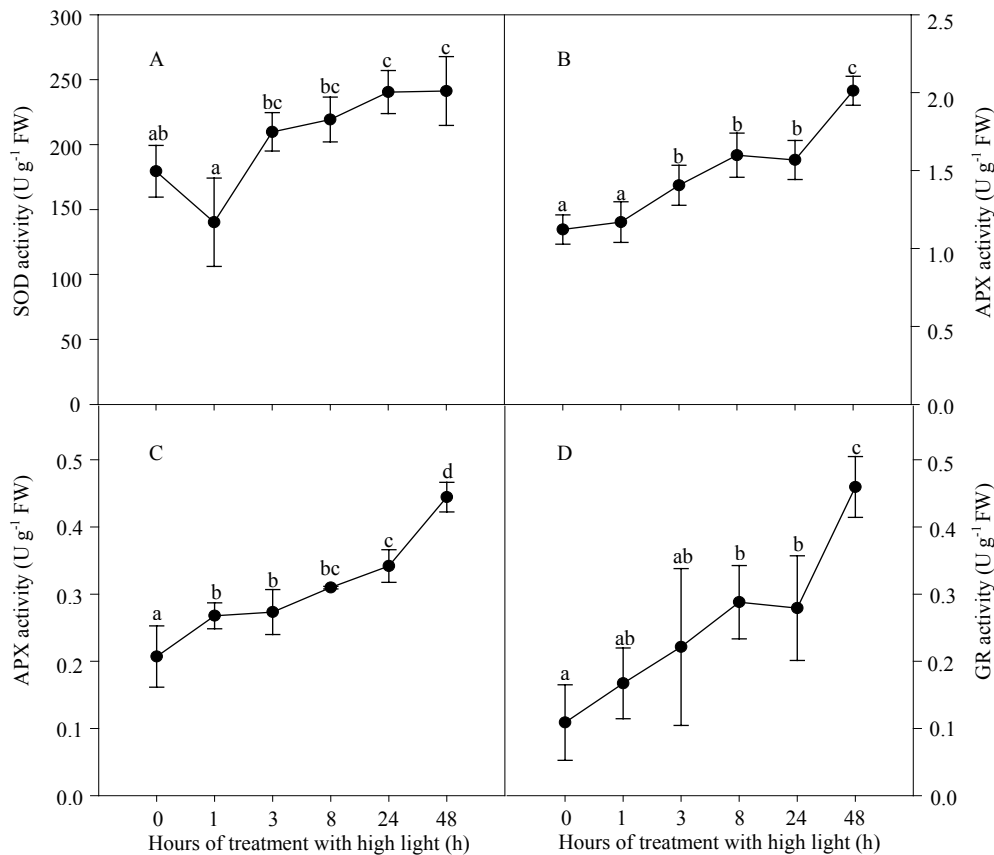 A
SOD activity (U g⁻¹ FW)
300
250
200
150
100
50
0
ab
a
bc
bc
c
c
B
APX activity (U g⁻¹ FW)
2.5
2.0
1.5
1.0
0.5
0.0
a
a
b
b
b
c
C
APX activity (U g⁻¹ FW)
0.5
0.4
0.3
0.2
0.1
0.0
a
b
b
bc
c
d
0 1 3 8 24 48
Hours of treatment with high light (h)
D
GR activity (U g⁻¹ FW)
0.5
0.4
0.3
0.2
0.1
0.0
a
ab
ab
b
b
c
0 1 3 8 24 48
Hours of treatment with high light (h)